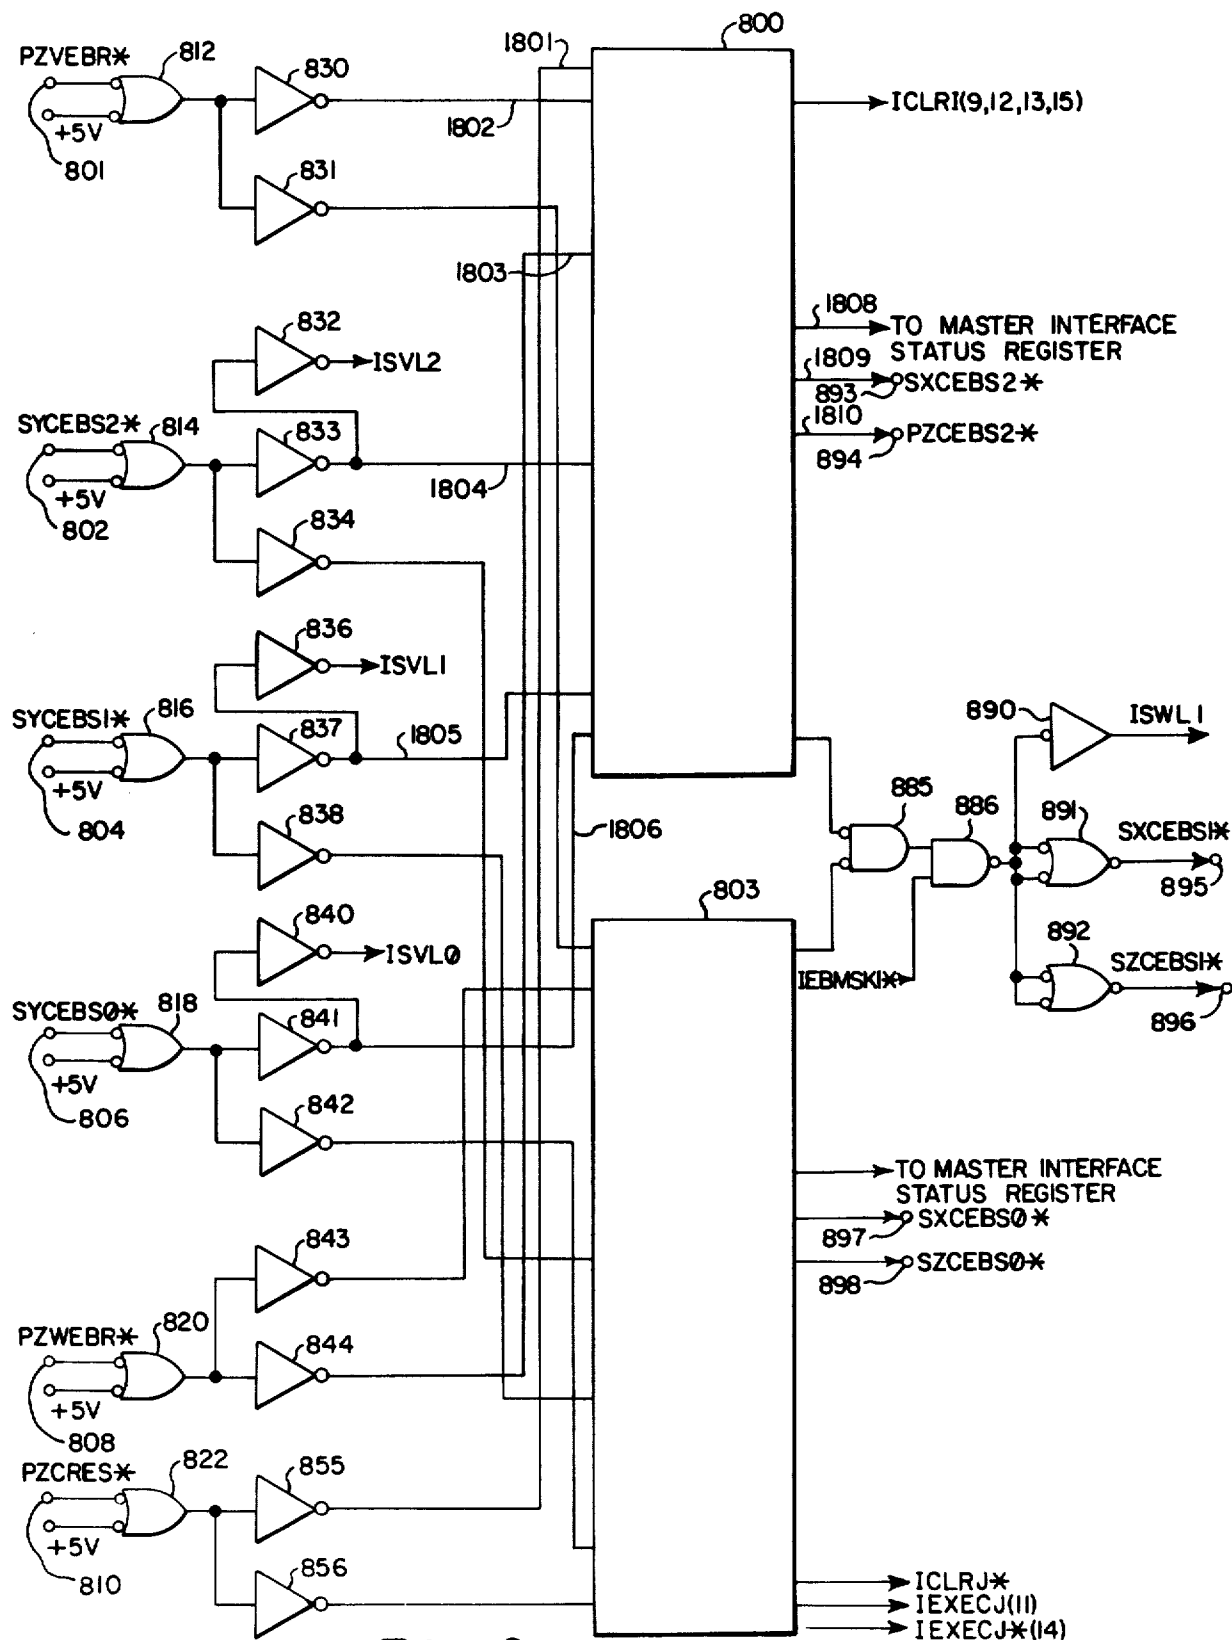 PZVEBR*
812
830
1801
800
+5V
801
1802
ICLRI(9,12,13,15)
831
1803
832
ISVL2
1808
TO MASTER INTERFACE
STATUS REGISTER
1809
893
SXCEBS2*
SYCEBS2*
814
833
1810
PZCEBS2*
894
+5V
802
1804
834
836
ISVL1
SYCEBS1*
816
837
1805
890
ISWL1
+5V
804
838
1806
885
886
891
SXCEBS1*
895
803
840
ISVL0
892
SZCEBS1*
IEBMSK1*
896
SYCEBS0*
818
841
+5V
806
842
TO MASTER INTERFACE
STATUS REGISTER
SXCEBS0*
897
843
SZCEBS0*
898
PZWEBR*
820
844
+5V
808
PZCRES*
822
855
+5V
810
856
ICLRJ*
IEXECJ(11)
IEXECJ*(14)